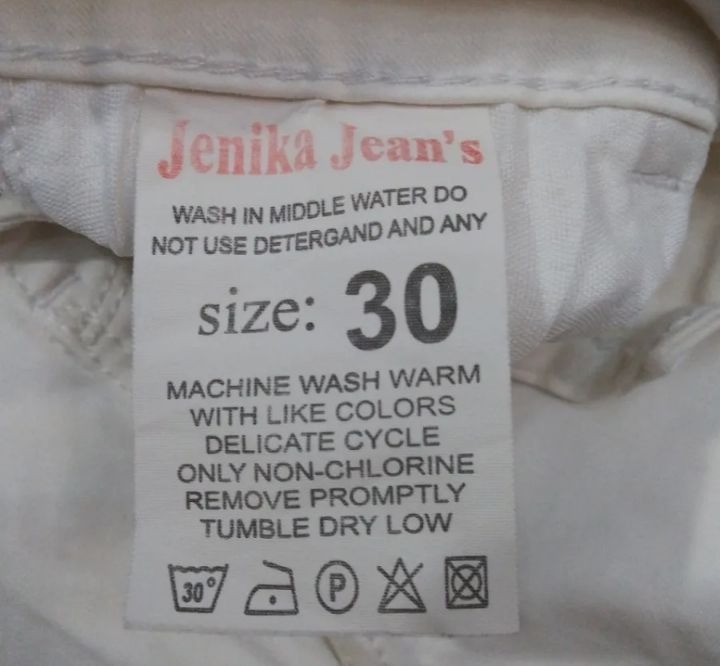 Jenika Jean's
WASH IN MIDDLE WATER DO
NOT USE DETERGAND AND ANY
size: 30
MACHINE WASH WARM
WITH LIKE COLORS
DELICATE CYCLE
ONLY NON-CHLORINE
REMOVE PROMPTLY
TUMBLE DRY LOW
30° P